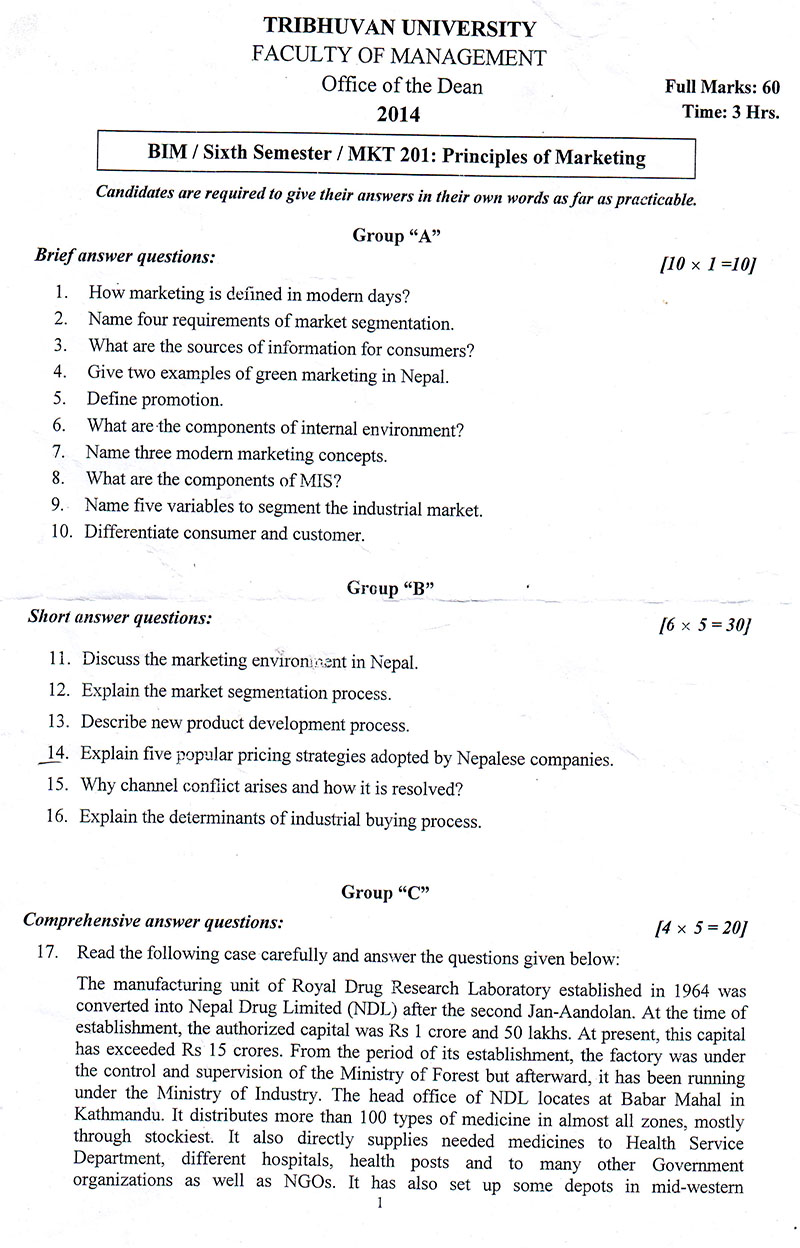 TRIBHUVAN UNIVERSITY
FACULTY OF MANAGEMENT
Office of the Dean
Full Marks: 60
2014
Time: 3 Hrs.
BIM / Sixth Semester / MKT 201: Principles of Marketing
Candidates are required to give their answers in their own words as far as practicable.
Group “A”
Brief answer questions:
[10 × 1 =10]
1. How marketing is defined in modern days?
2. Name four requirements of market segmentation.
3. What are the sources of information for consumers?
4. Give two examples of green marketing in Nepal.
5. Define promotion.
6. What are the components of internal environment?
7. Name three modern marketing concepts.
8. What are the components of MIS?
9. Name five variables to segment the industrial market.
10. Differentiate consumer and customer.
Group “B”
Short answer questions:
[6 × 5 = 30]
11. Discuss the marketing environment in Nepal.
12. Explain the market segmentation process.
13. Describe new product development process.
14. Explain five popular pricing strategies adopted by Nepalese companies.
15. Why channel conflict arises and how it is resolved?
16. Explain the determinants of industrial buying process.
Group “C”
Comprehensive answer questions:
[4 × 5 = 20]
17. Read the following case carefully and answer the questions given below:
The manufacturing unit of Royal Drug Research Laboratory established in 1964 was
converted into Nepal Drug Limited (NDL) after the second Jan-Aandolan. At the time of
establishment, the authorized capital was Rs 1 crore and 50 lakhs. At present, this capital
has exceeded Rs 15 crores. From the period of its establishment, the factory was under
the control and supervision of the Ministry of Forest but afterward, it has been running
under the Ministry of Industry. The head office of NDL locates at Babar Mahal in
Kathmandu. It distributes more than 100 types of medicine in almost all zones, mostly
through stockiest. It also directly supplies needed medicines to Health Service
Department, different hospitals, health posts and to many other Government
organizations as well as NGOs. It has also set up some depots in mid-western
1